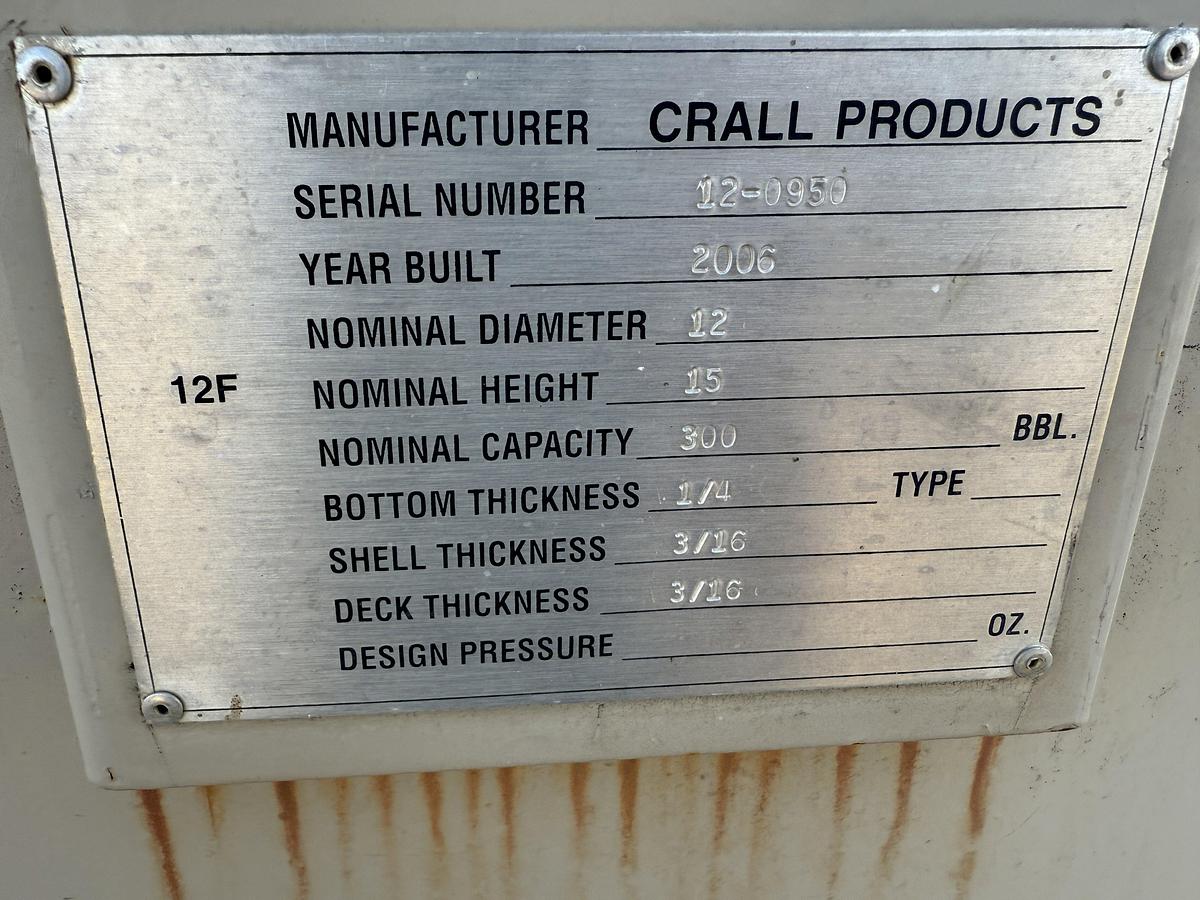 MANUFACTURER CRALL PRODUCTS
SERIAL NUMBER 12-0950
YEAR BUILT 2006
NOMINAL DIAMETER 12
12F NOMINAL HEIGHT 15
NOMINAL CAPACITY 300 BBL.
BOTTOM THICKNESS 1/4 TYPE
SHELL THICKNESS 3/16
DECK THICKNESS 3/16
DESIGN PRESSURE OZ.